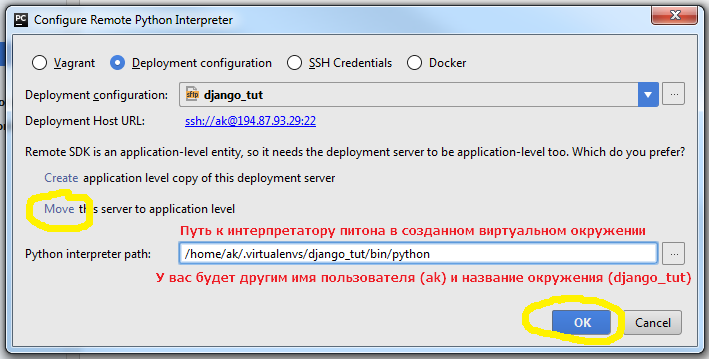 PC Configure Remote Python Interpreter
Vagrant Deployment configuration SSH Credentials Docker
Deployment configuration: sftp django_tut ...
Deployment Host URL: ssh://ak@194.87.93.29:22
Remote SDK is an application-level entity, so it needs the deployment server to be application-level too. Which do you prefer?
Create application level copy of this deployment server
Move this server to application level
Путь к интерпретатору питона в созданном виртуальном окружении
Python interpreter path: /home/ak/.virtualenvs/django_tut/bin/python ...
У вас будет другим имя пользователя (ak) и название окружения (django_tut)
OK Cancel